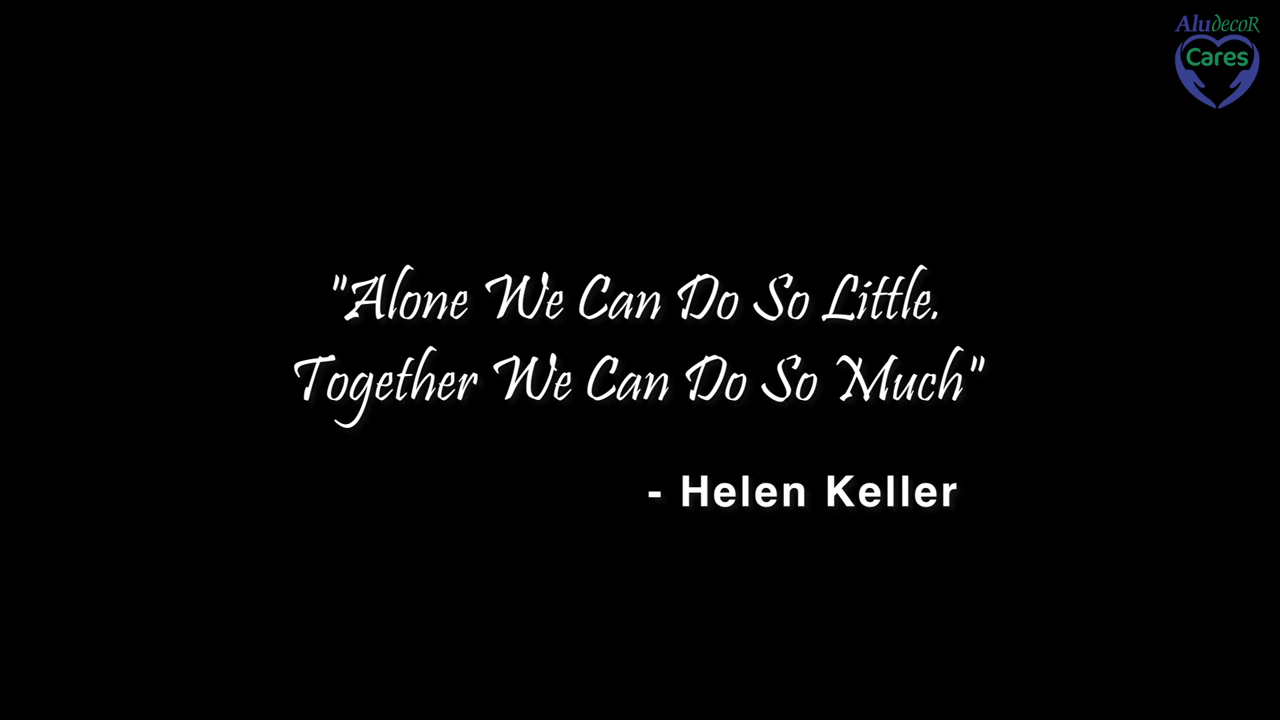 AludecoR
Cares
"Alone We Can Do So Little.
Together We Can Do So Much"
- Helen Keller